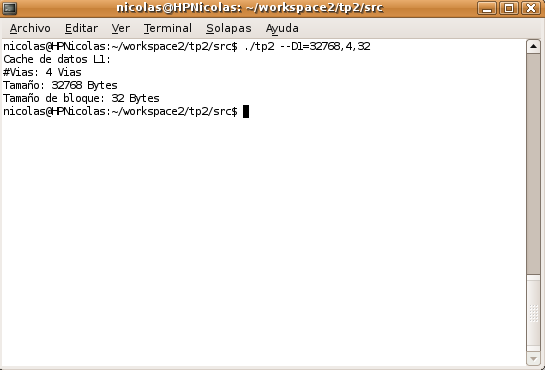 nicolas@HPNicolas: ~/workspace2/tp2/src
Archivo Editar Ver Terminal Solapas Ayuda
nicolas@HPNicolas:~/workspace2/tp2/src$ ./tp2 --D1=32768,4,32
Cache de datos L1:
#Vias: 4 Vias
Tamaño: 32768 Bytes
Tamaño de bloque: 32 Bytes
nicolas@HPNicolas:~/workspace2/tp2/src$